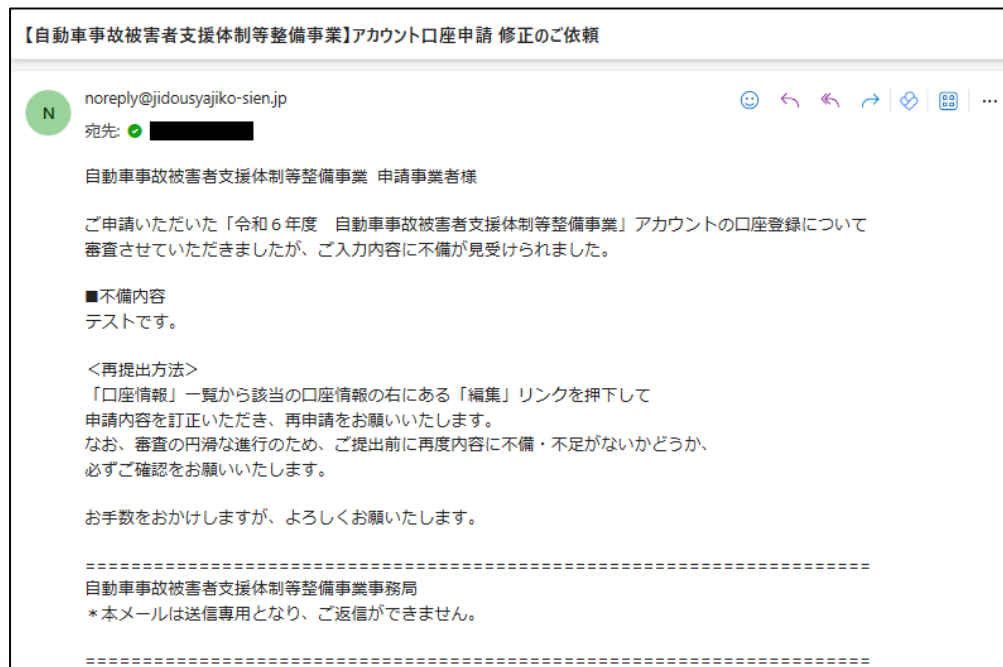 【自動車事故被害者支援体制等整備事業】アカウント口座申請 修正のご依頼
N
noreply@jidousyajiko-sien.jp
宛先:
自動車事故被害者支援体制等整備事業 申請事業者様
ご申請いただいた「令和６年度　自動車事故被害者支援体制等整備事業」アカウントの口座登録について
審査させていただきましたが、ご入力内容に不備が見受けられました。
■不備内容
テストです。
＜再提出方法＞
「口座情報」一覧から該当の口座情報の右にある「編集」リンクを押下して
申請内容を訂正いただき、再申請をお願いいたします。
なお、審査の円滑な進行のため、ご提出前に再度内容に不備・不足がないかどうか、
必ずご確認をお願いいたします。
お手数をおかけしますが、よろしくお願いたします。
=====================================================================
自動車事故被害者支援体制等整備事業事務局
＊本メールは送信専用となり、ご返信ができません。
=====================================================================